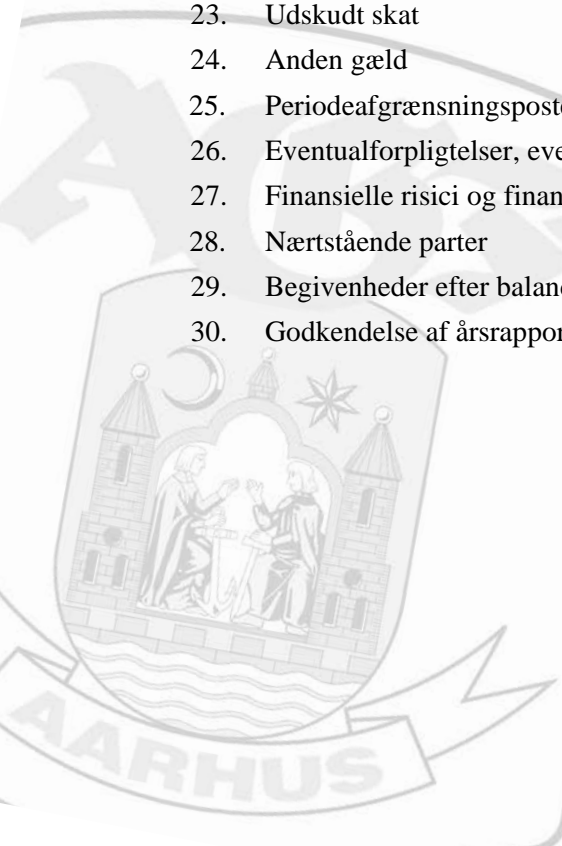 23. Udskudt skat
24. Anden gæld
25.
26. Eventualforpligtelser,
27. Finansielle risici og
28. Nærtstående parter
29. Begivenheder efter
30. Godkendelse af
AGF
AARHUS